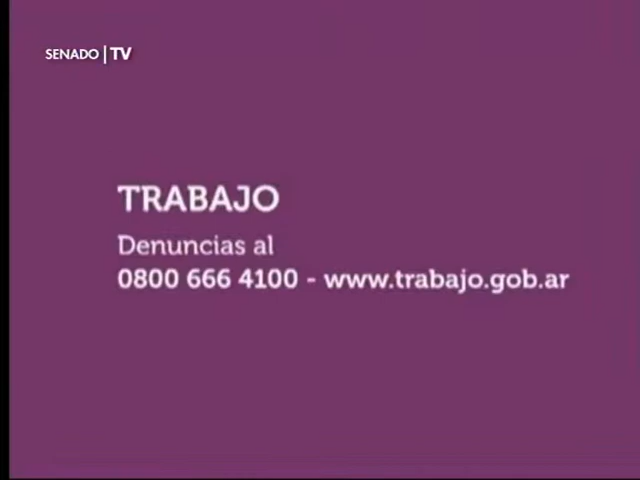 SENADO | TV
TRABAJO
Denuncias al
0800 666 4100 - www.trabajo.gob.ar